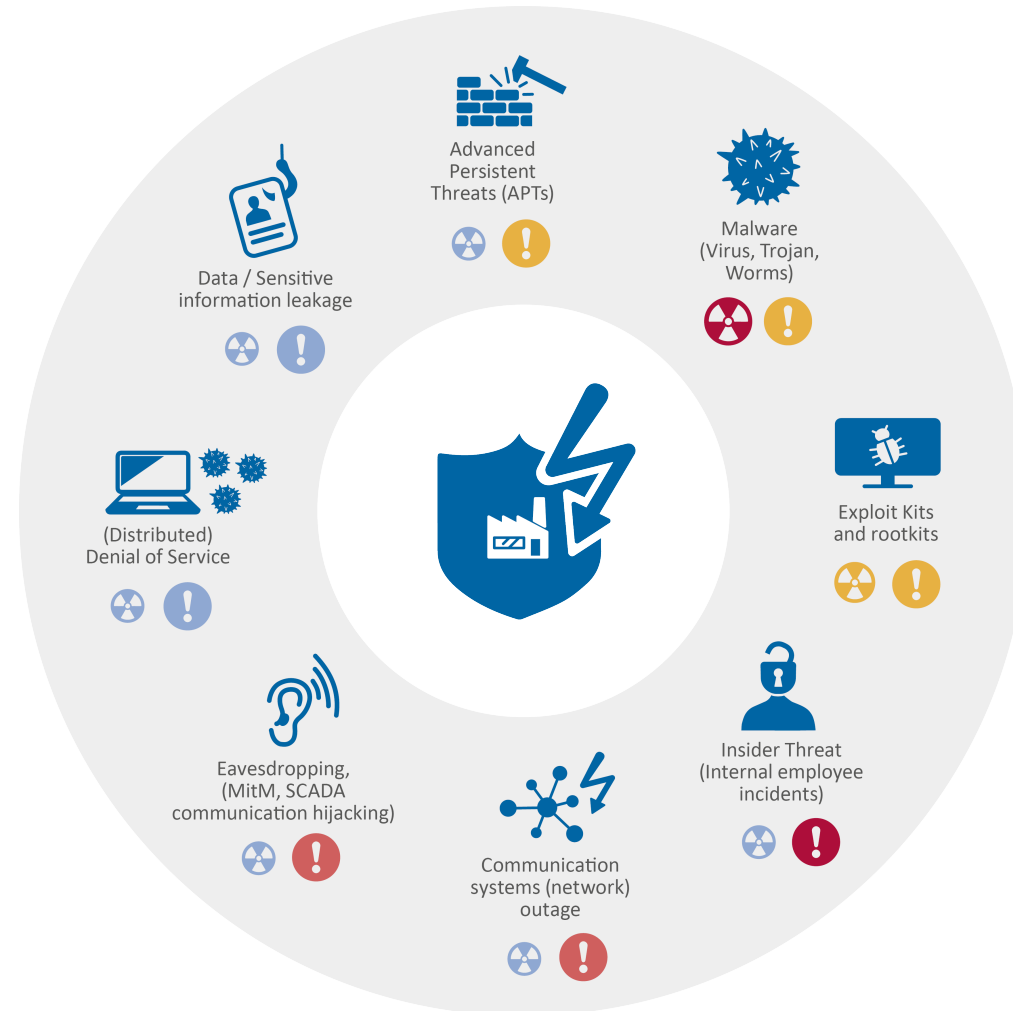 Advanced
Persistent
Threats (APTs)
Malware
(Virus, Trojan,
Worms)
Exploit Kits
and rootkits
Insider Threat
(Internal employee
incidents)
Communication
systems (network)
outage
Eavesdropping,
(MitM, SCADA
communication hijacking)
(Distributed)
Denial of Service
Data / Sensitive
information leakage